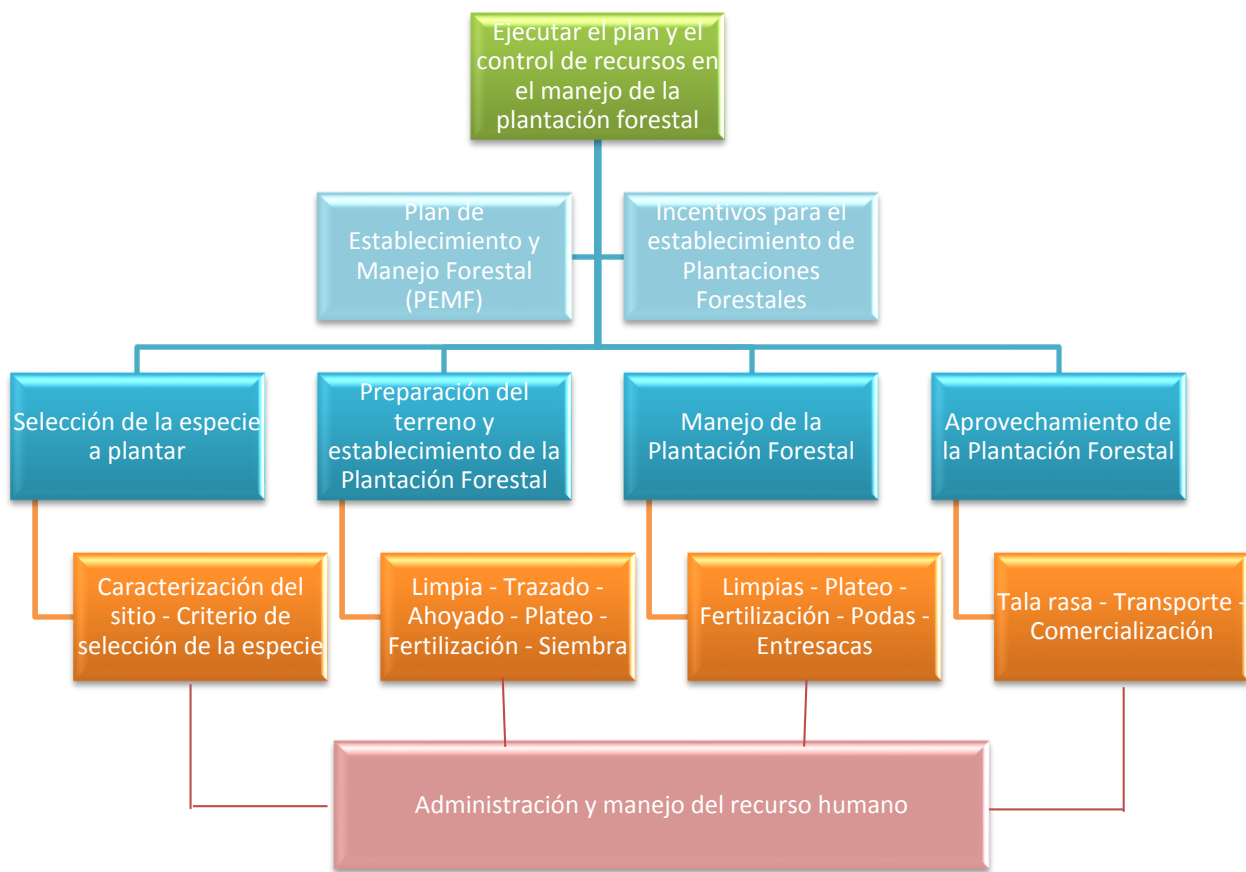 Ejecutar el plan y el
control de recursos en
el manejo de la
plantación forestal
Plan de
Establecimiento y
Manejo Forestal
(PEMF)
Incentivos para el
establecimiento de
Plantaciones
Forestales
Selección de la especie
a plantar
Preparación del
terreno y
establecimiento de la
Plantación Forestal
Manejo de la
Plantación Forestal
Aprovechamiento de
la Plantación Forestal
Caracterización del
sitio - Criterio de
selección de la especie
Limpia - Trazado -
Ahoyado - Plateo -
Fertilización - Siembra
Limpias - Plateo -
Fertilización - Podas -
Entresacas
Tala rasa - Transporte -
Comercialización
Administración y manejo del recurso humano